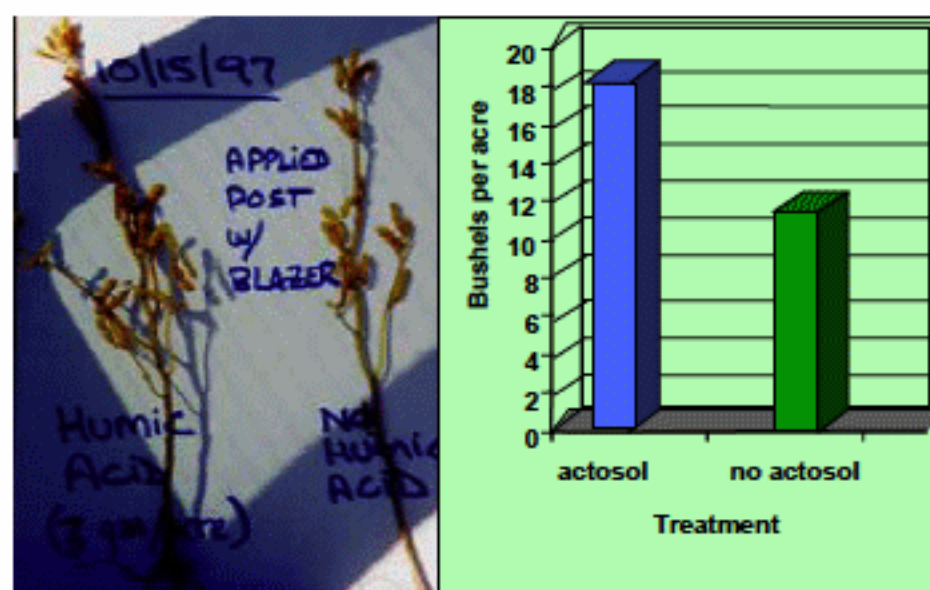 10/15/97
APPLIED
POST
W/
BLAZER
HUMIC
ACID
NO
HUMIC
ACID
Bushels per acre
20
18
16
14
12
10
8
6
4
2
0
actosol no actosol
Treatment